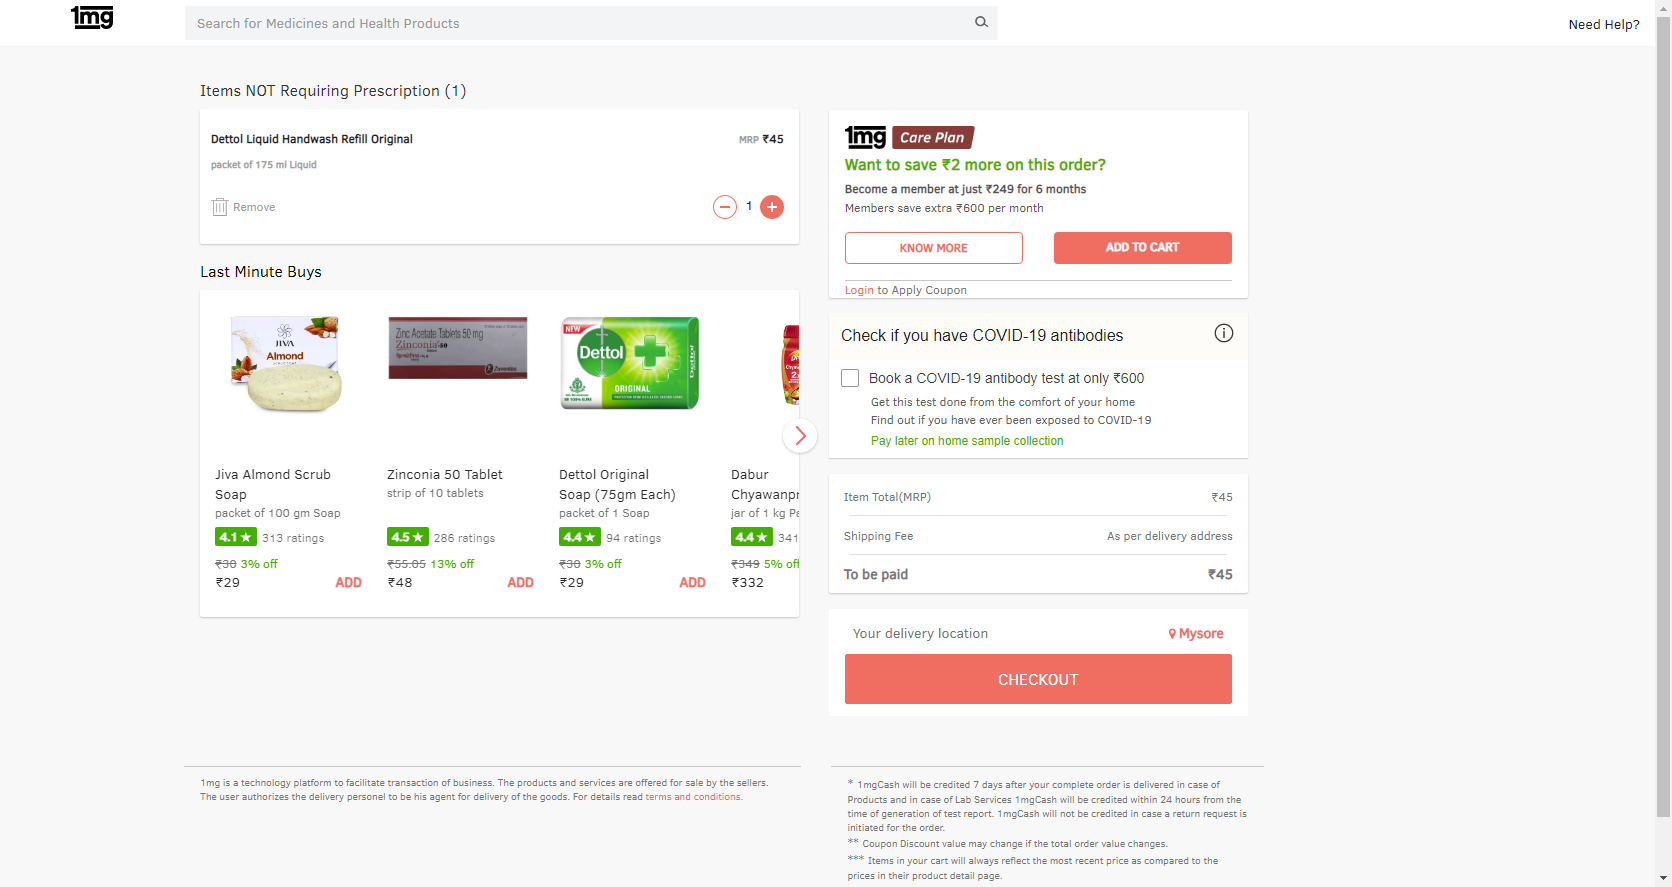 1mg
Search for Medicines and Health Products
Need Help?
Items NOT Requiring Prescription (1)
Dettol Liquid Handwash Refill Original
MRP ₹45
packet of 175 ml Liquid
Remove
1
Last Minute Buys
JIVA
Almond
Zinc Acetate Tablets 50 mg
Zinconia-50
Zuventus
NEW
Dettol
ORIGINAL
Jiva Almond Scrub
Soap
packet of 100 gm Soap
4.1★ 313 ratings
₹30 3% off
₹29 ADD
Zinconia 50 Tablet
strip of 10 tablets
4.5★ 286 ratings
₹55.05 13% off
₹48 ADD
Dettol Original
Soap (75gm Each)
packet of 1 Soap
4.4★ 94 ratings
₹30 3% off
₹29 ADD
Dabur
Chyawanpr
jar of 1 kg Pa
4.4★ 341
₹349 5% off
₹332
1mg Care Plan
Want to save ₹2 more on this order?
Become a member at just ₹249 for 6 months
Members save extra ₹600 per month
KNOW MORE
ADD TO CART
Login to Apply Coupon
Check if you have COVID-19 antibodies
Book a COVID-19 antibody test at only ₹600
Get this test done from the comfort of your home
Find out if you have ever been exposed to COVID-19
Pay later on home sample collection
Item Total(MRP) ₹45
Shipping Fee As per delivery address
To be paid ₹45
Your delivery location Mysore
CHECKOUT
1mg is a technology platform to facilitate transaction of business. The products and services are offered for sale by the sellers.
The user authorizes the delivery personel to be his agent for delivery of the goods. For details read terms and conditions.
* 1mgCash will be credited 7 days after your complete order is delivered in case of
Products and in case of Lab Services 1mgCash will be credited within 24 hours from the
time of generation of test report. 1mgCash will not be credited in case a return request is
initiated for the order.
** Coupon Discount value may change if the total order value changes.
*** Items in your cart will always reflect the most recent price as compared to the
prices in their product detail page.